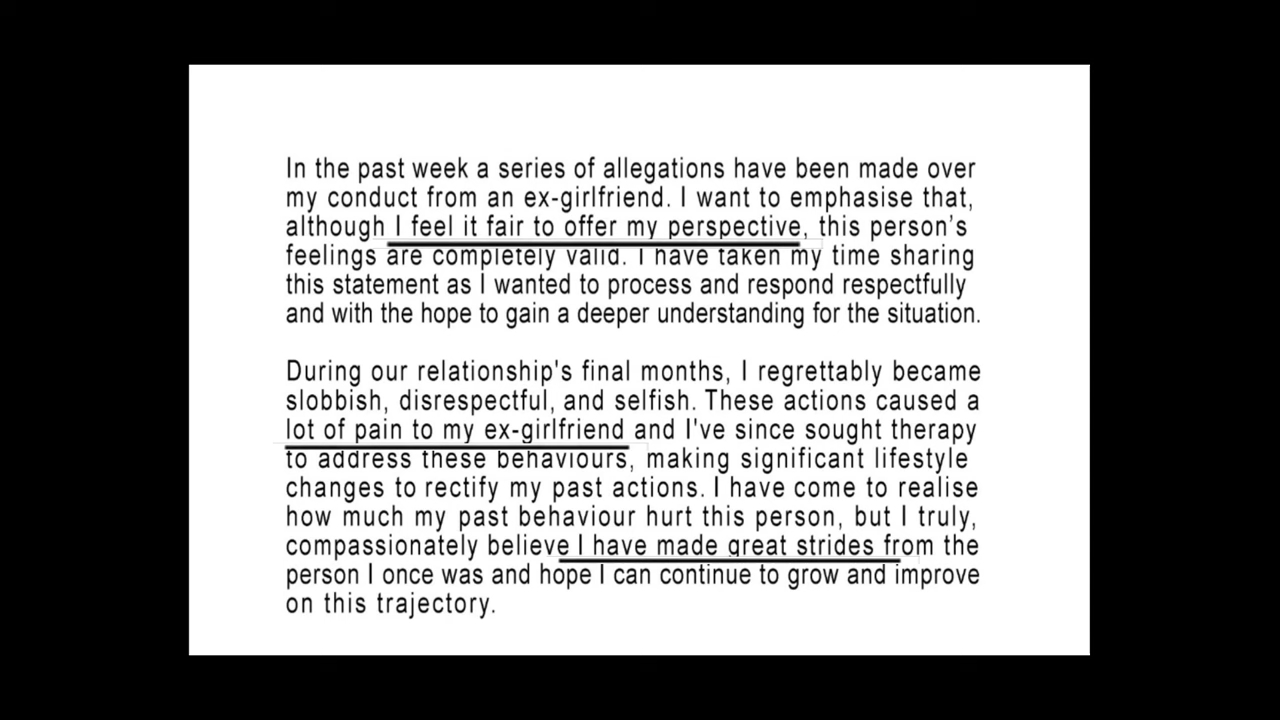 In the past week a series of allegations have been made over
my conduct from an ex-girlfriend. I want to emphasise that,
although I feel it fair to offer my perspective, this person's
feelings are completely valid. I have taken my time sharing
this statement as I wanted to process and respond respectfully
and with the hope to gain a deeper understanding for the situation.
During our relationship's final months, I regrettably became
slobbish, disrespectful, and selfish. These actions caused a
lot of pain to my ex-girlfriend and I've since sought therapy
to address these behaviours, making significant lifestyle
changes to rectify my past actions. I have come to realise
how much my past behaviour hurt this person, but I truly,
compassionately believe I have made great strides from the
person I once was and hope I can continue to grow and improve
on this trajectory.